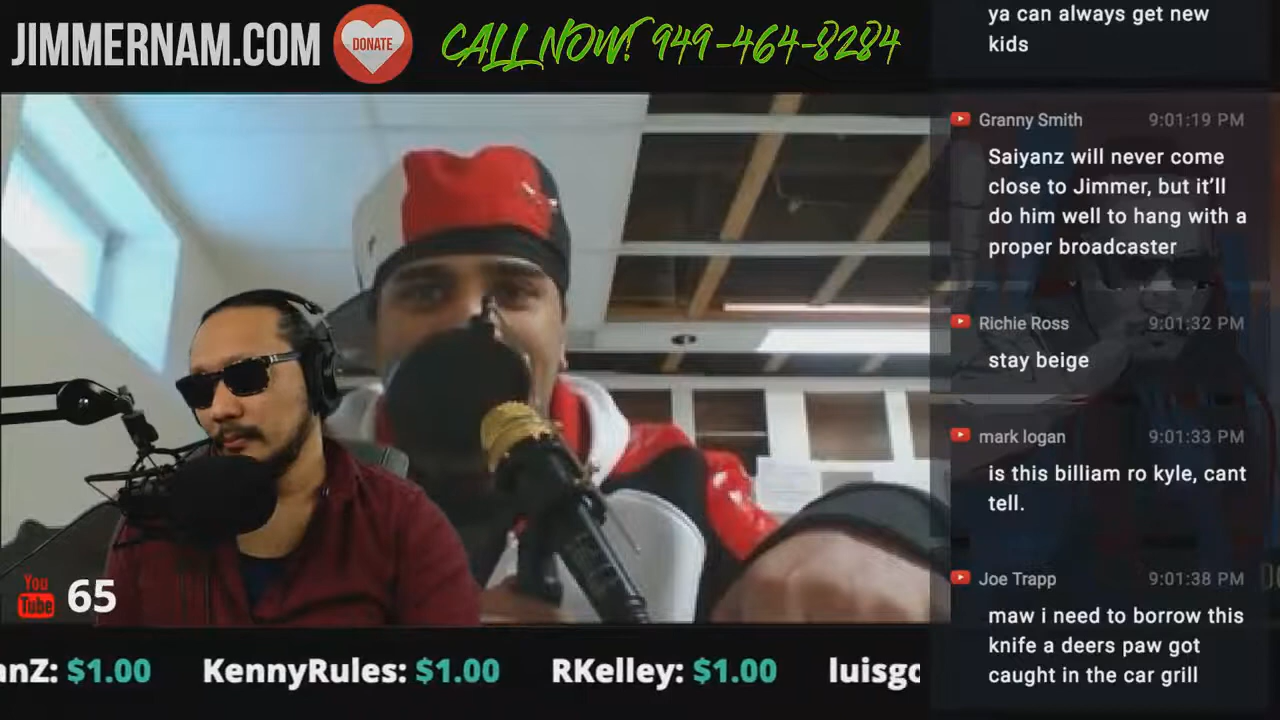 JIMMERNAM.COM
DONATE
CALL NOW! 949-464-8284
ya can always get new
kids
Granny Smith 9:01:19 PM
Saiyanz will never come
close to Jimmer, but it'll
do him well to hang with a
proper broadcaster
Richie Ross 9:01:32 PM
stay beige
mark logan 9:01:33 PM
is this billiam ro kyle, cant
tell.
Joe Trapp 9:01:38 PM
maw i need to borrow this
knife a deers paw got
caught in the car grill
You
Tube
65
anZ: $1.00 KennyRules: $1.00 RKelley: $1.00 luisgo